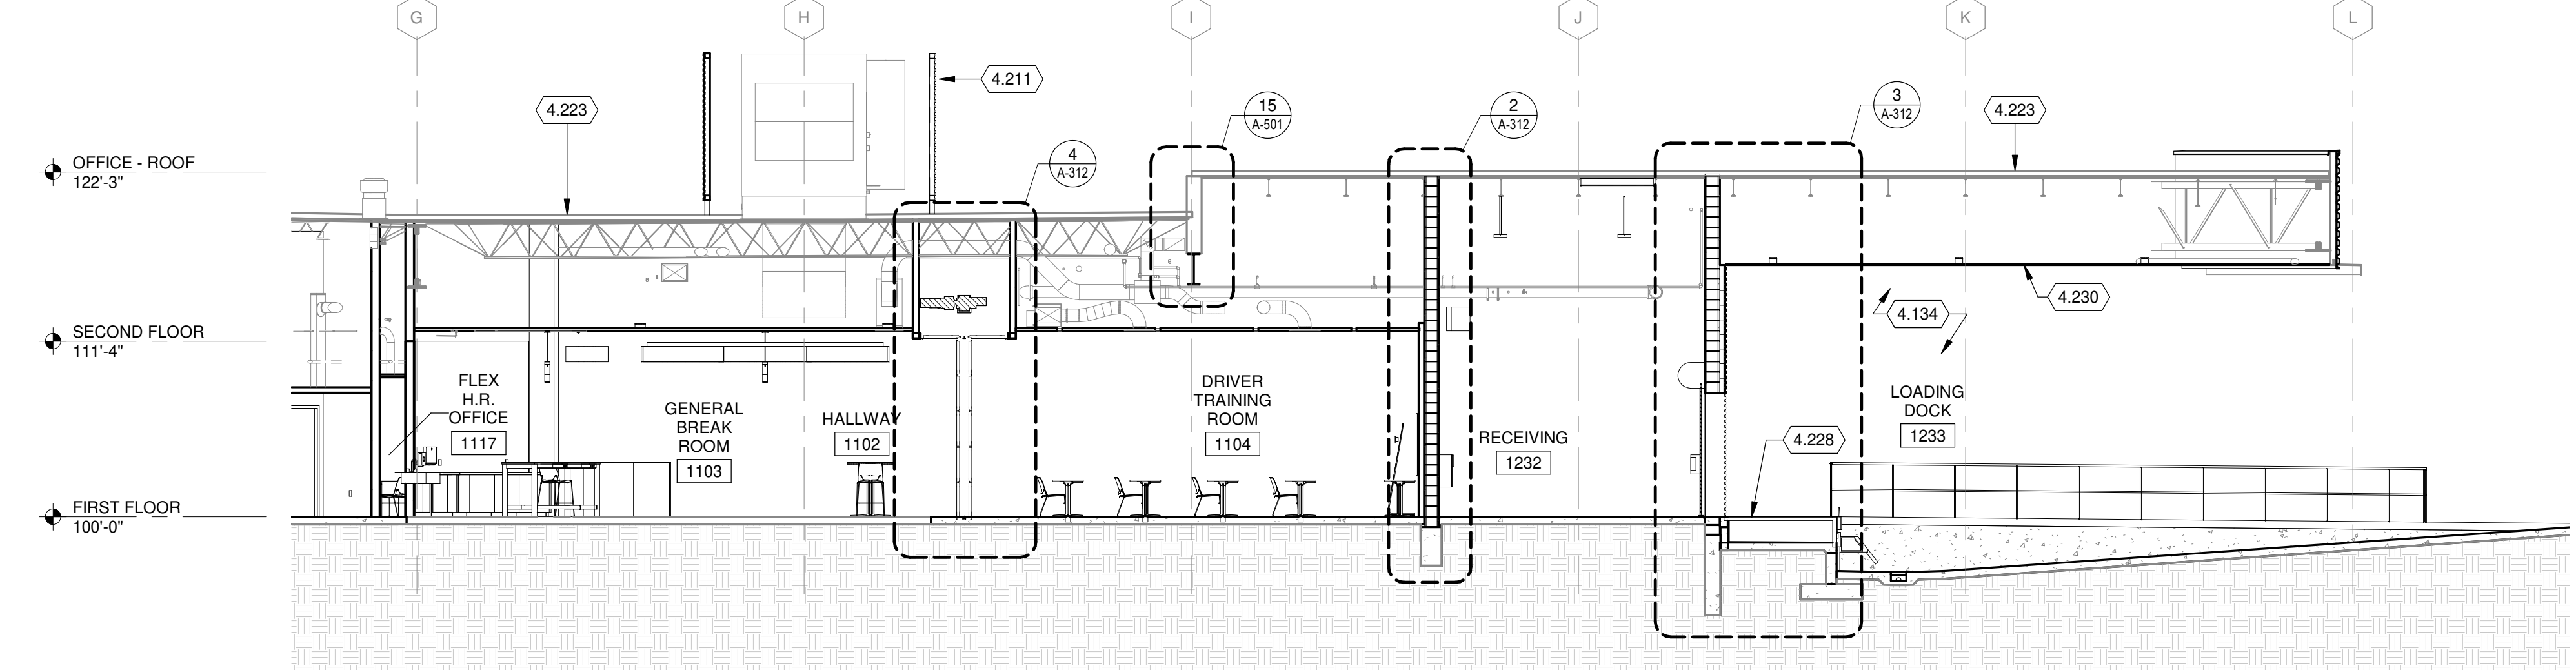 G
H
I
J
K
L
4.211
4.223
15
A-501
2
A-312
3
A-312
4.223
4
A-312
OFFICE - ROOF
122'-3"
4.230
4.134
SECOND FLOOR
111'-4"
FLEX
H.R.
OFFICE
1117
GENERAL
BREAK
ROOM
1103
HALLWAY
1102
DRIVER
TRAINING
ROOM
1104
RECEIVING
1232
4.228
LOADING
DOCK
1233
FIRST FLOOR
100'-0"